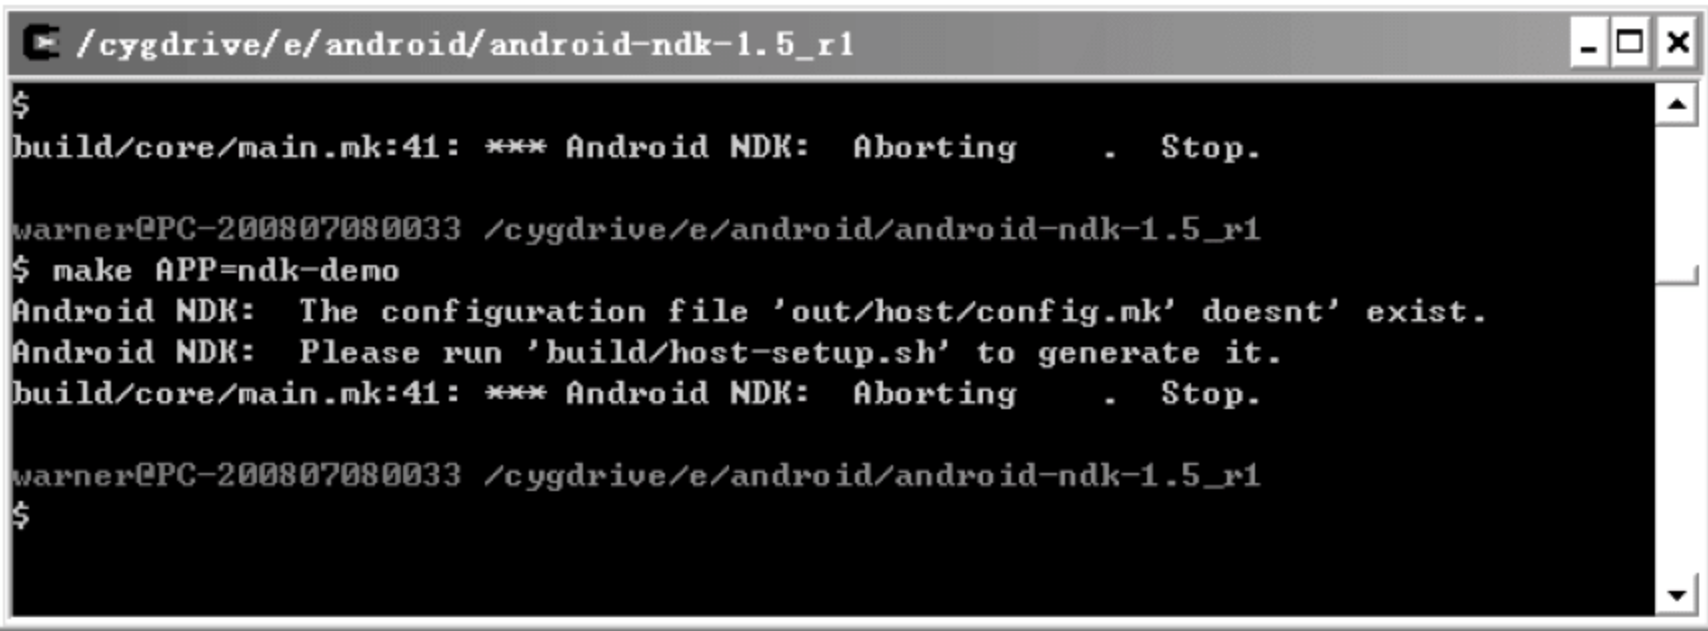 /cygdrive/e/android/android-ndk-1.5_r1
$
build/core/main.mk:41: *** Android NDK:  Aborting    .  Stop.
warner@PC-200807080033 /cygdrive/e/android/android-ndk-1.5_r1
$ make APP=ndk-demo
Android NDK:  The configuration file 'out/host/config.mk' doesnt' exist.
Android NDK:  Please run 'build/host-setup.sh' to generate it.
build/core/main.mk:41: *** Android NDK:  Aborting    .  Stop.
warner@PC-200807080033 /cygdrive/e/android/android-ndk-1.5_r1
$